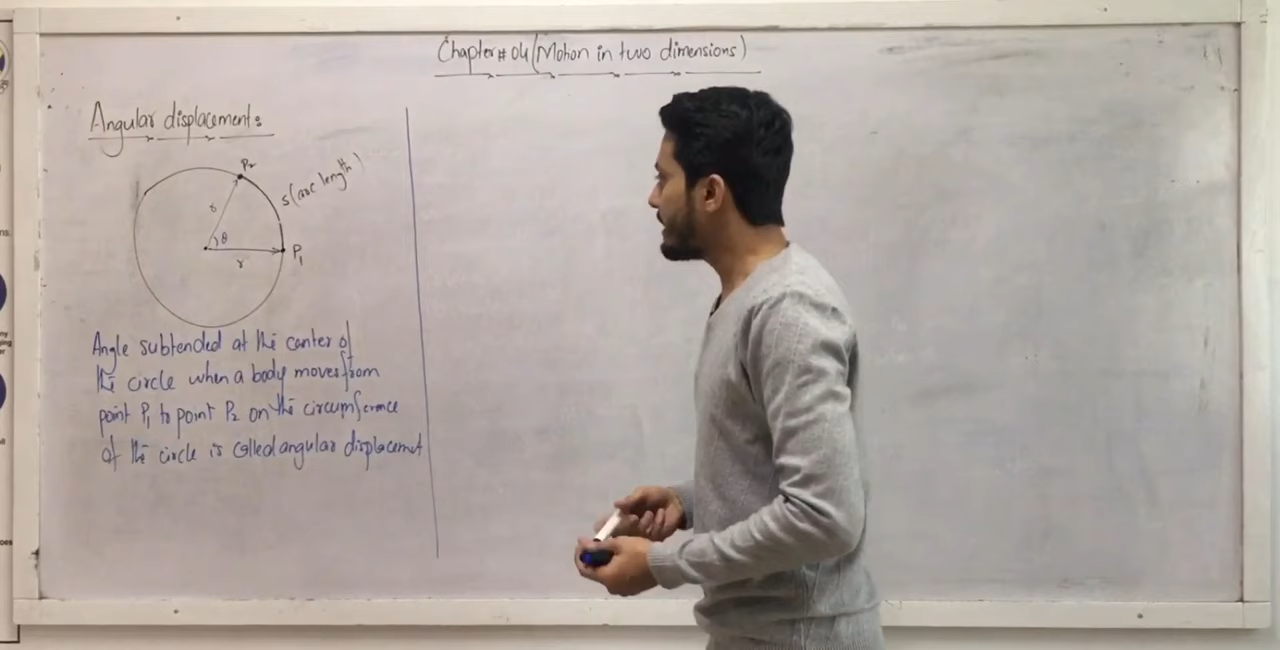 Chapter # 04 (Motion in two dimensions)
Angular displacement:
P2
s (arc length)
r
θ
P1
r
Angle subtended at the center of
the circle when a body moves from
point P1 to point P2 on the circumference
of the circle is called angular displacemet